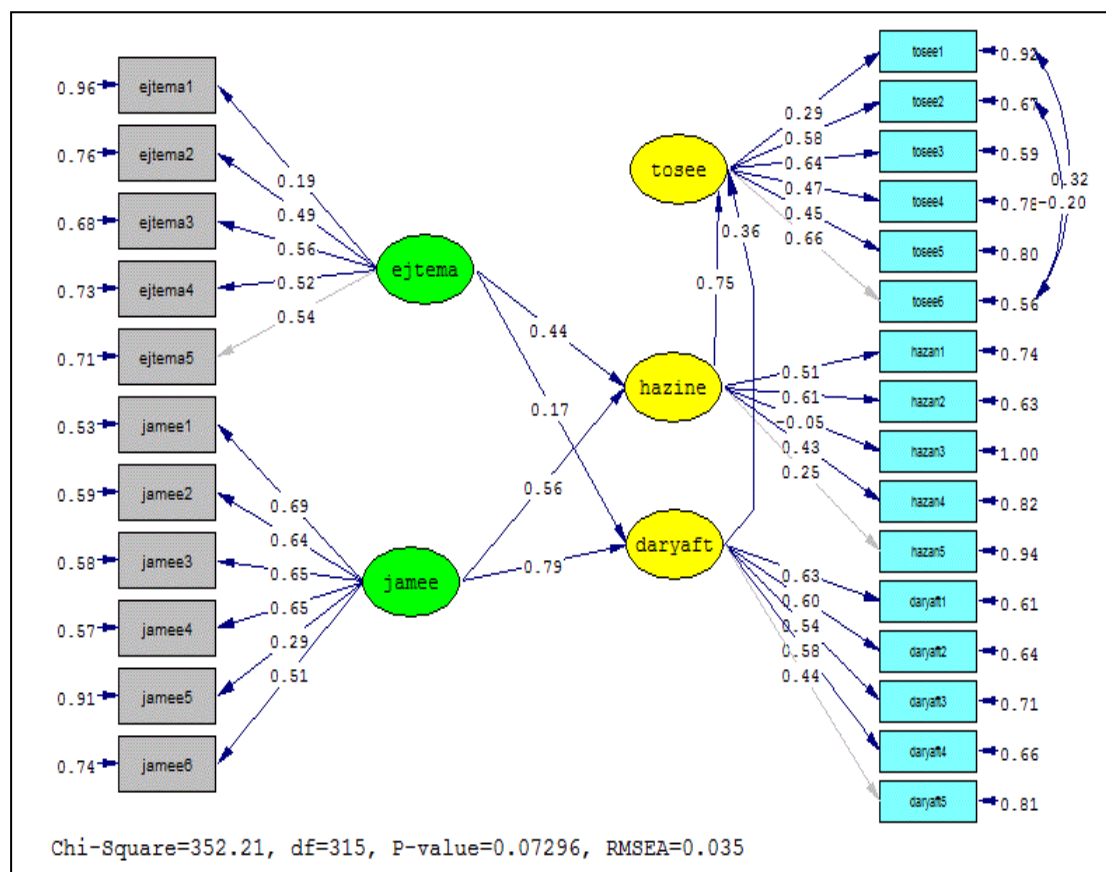 0.96 ejtema1
0.76 ejtema2
0.68 ejtema3
0.73 ejtema4
0.71 ejtema5
0.53 jamee1
0.59 jamee2
0.58 jamee3
0.57 jamee4
0.91 jamee5
0.74 jamee6
0.19
0.49
0.56
0.52
0.54
0.69
0.64
0.65
0.65
0.29
0.51
ejtema
jamee
0.44
0.17
0.56
0.79
tosee
hazine
daryaft
0.75
0.36
0.29
0.58
0.64
0.47
0.45
0.66
0.51
0.61
-0.05
0.43
0.25
0.63
0.60
0.54
0.58
0.44
tosee1 0.92
tosee2 0.67
tosee3 0.59
tosee4 0.78
tosee5 0.80
tosee6 0.56
hazan1 0.74
hazan2 0.63
hazan3 1.00
hazan4 0.82
hazan5 0.94
daryaft1 0.61
daryaft2 0.64
daryaft3 0.71
daryaft4 0.66
daryaft5 0.81
0.32
-0.20
Chi-Square=352.21, df=315, P-value=0.07296, RMSEA=0.035